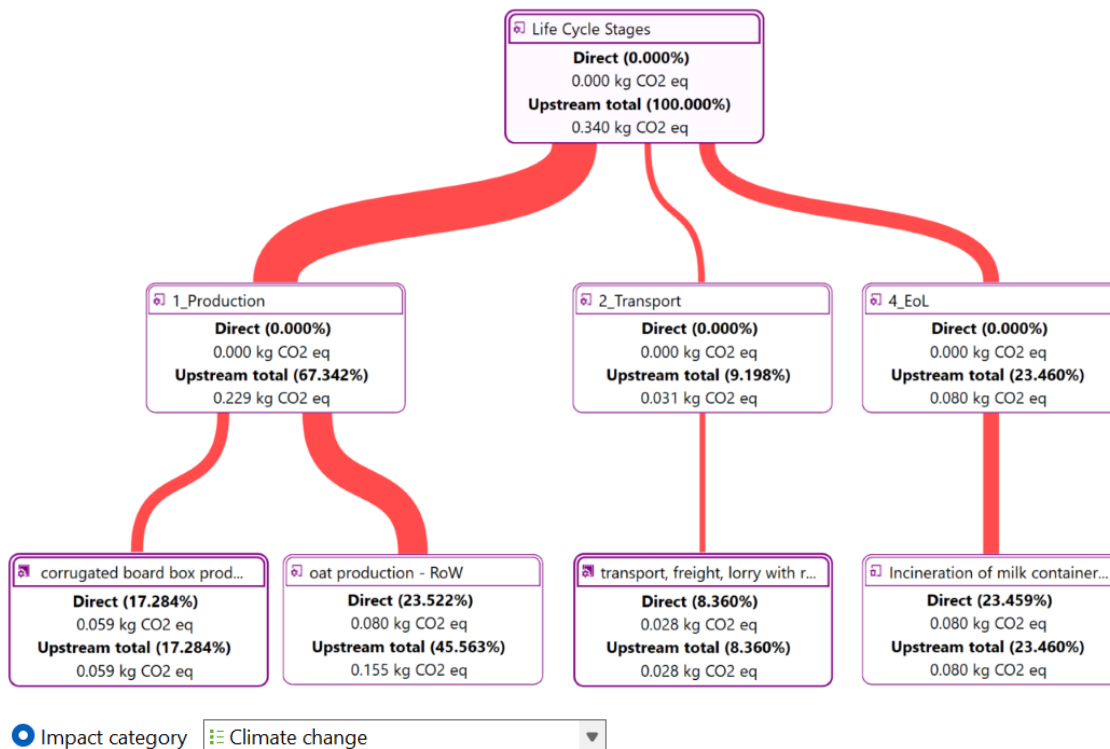 Life Cycle Stages
Direct (0.000%)
0.000 kg CO2 eq
Upstream total (100.000%)
0.340 kg CO2 eq
1_Production
Direct (0.000%)
0.000 kg CO2 eq
Upstream total (67.342%)
0.229 kg CO2 eq
2_Transport
Direct (0.000%)
0.000 kg CO2 eq
Upstream total (9.198%)
0.031 kg CO2 eq
4_EoL
Direct (0.000%)
0.000 kg CO2 eq
Upstream total (23.460%)
0.080 kg CO2 eq
corrugated board box prod...
Direct (17.284%)
0.059 kg CO2 eq
Upstream total (17.284%)
0.059 kg CO2 eq
oat production - RoW
Direct (23.522%)
0.080 kg CO2 eq
Upstream total (45.563%)
0.155 kg CO2 eq
transport, freight, lorry with r...
Direct (8.360%)
0.028 kg CO2 eq
Upstream total (8.360%)
0.028 kg CO2 eq
Incineration of milk container...
Direct (23.459%)
0.080 kg CO2 eq
Upstream total (23.460%)
0.080 kg CO2 eq
Impact category Climate change